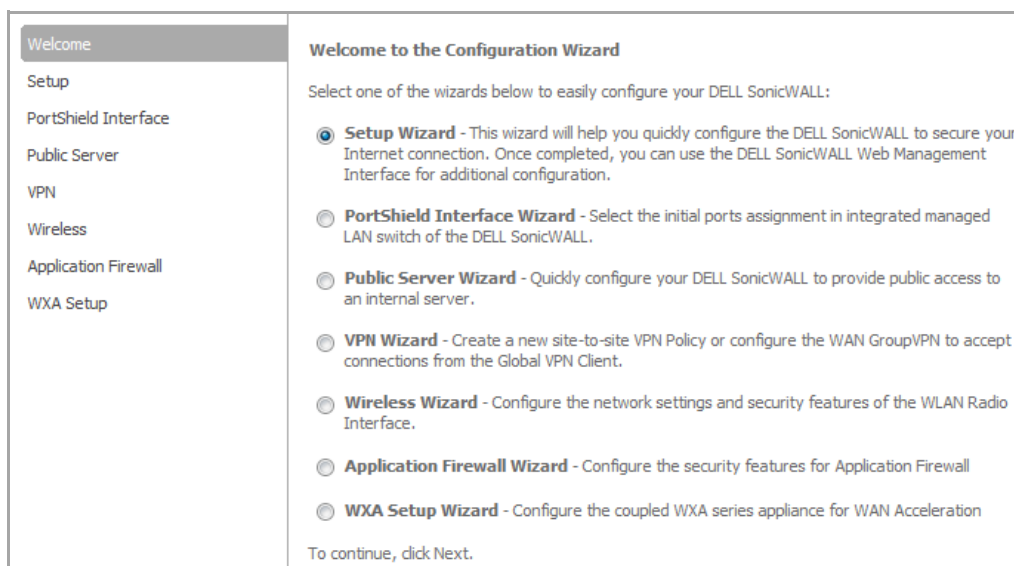 Welcome
Setup
PortShield Interface
Public Server
VPN
Wireless
Application Firewall
WXA Setup
Welcome to the Configuration Wizard
Select one of the wizards below to easily configure your DELL SonicWALL:
Setup Wizard - This wizard will help you quickly configure the DELL SonicWALL to secure your
Internet connection. Once completed, you can use the DELL SonicWALL Web Management
Interface for additional configuration.
PortShield Interface Wizard - Select the initial ports assignment in integrated managed
LAN switch of the DELL SonicWALL.
Public Server Wizard - Quickly configure your DELL SonicWALL to provide public access to
an internal server.
VPN Wizard - Create a new site-to-site VPN Policy or configure the WAN GroupVPN to accept
connections from the Global VPN Client.
Wireless Wizard - Configure the network settings and security features of the WLAN Radio
Interface.
Application Firewall Wizard - Configure the security features for Application Firewall
WXA Setup Wizard - Configure the coupled WXA series appliance for WAN Acceleration
To continue, click Next.